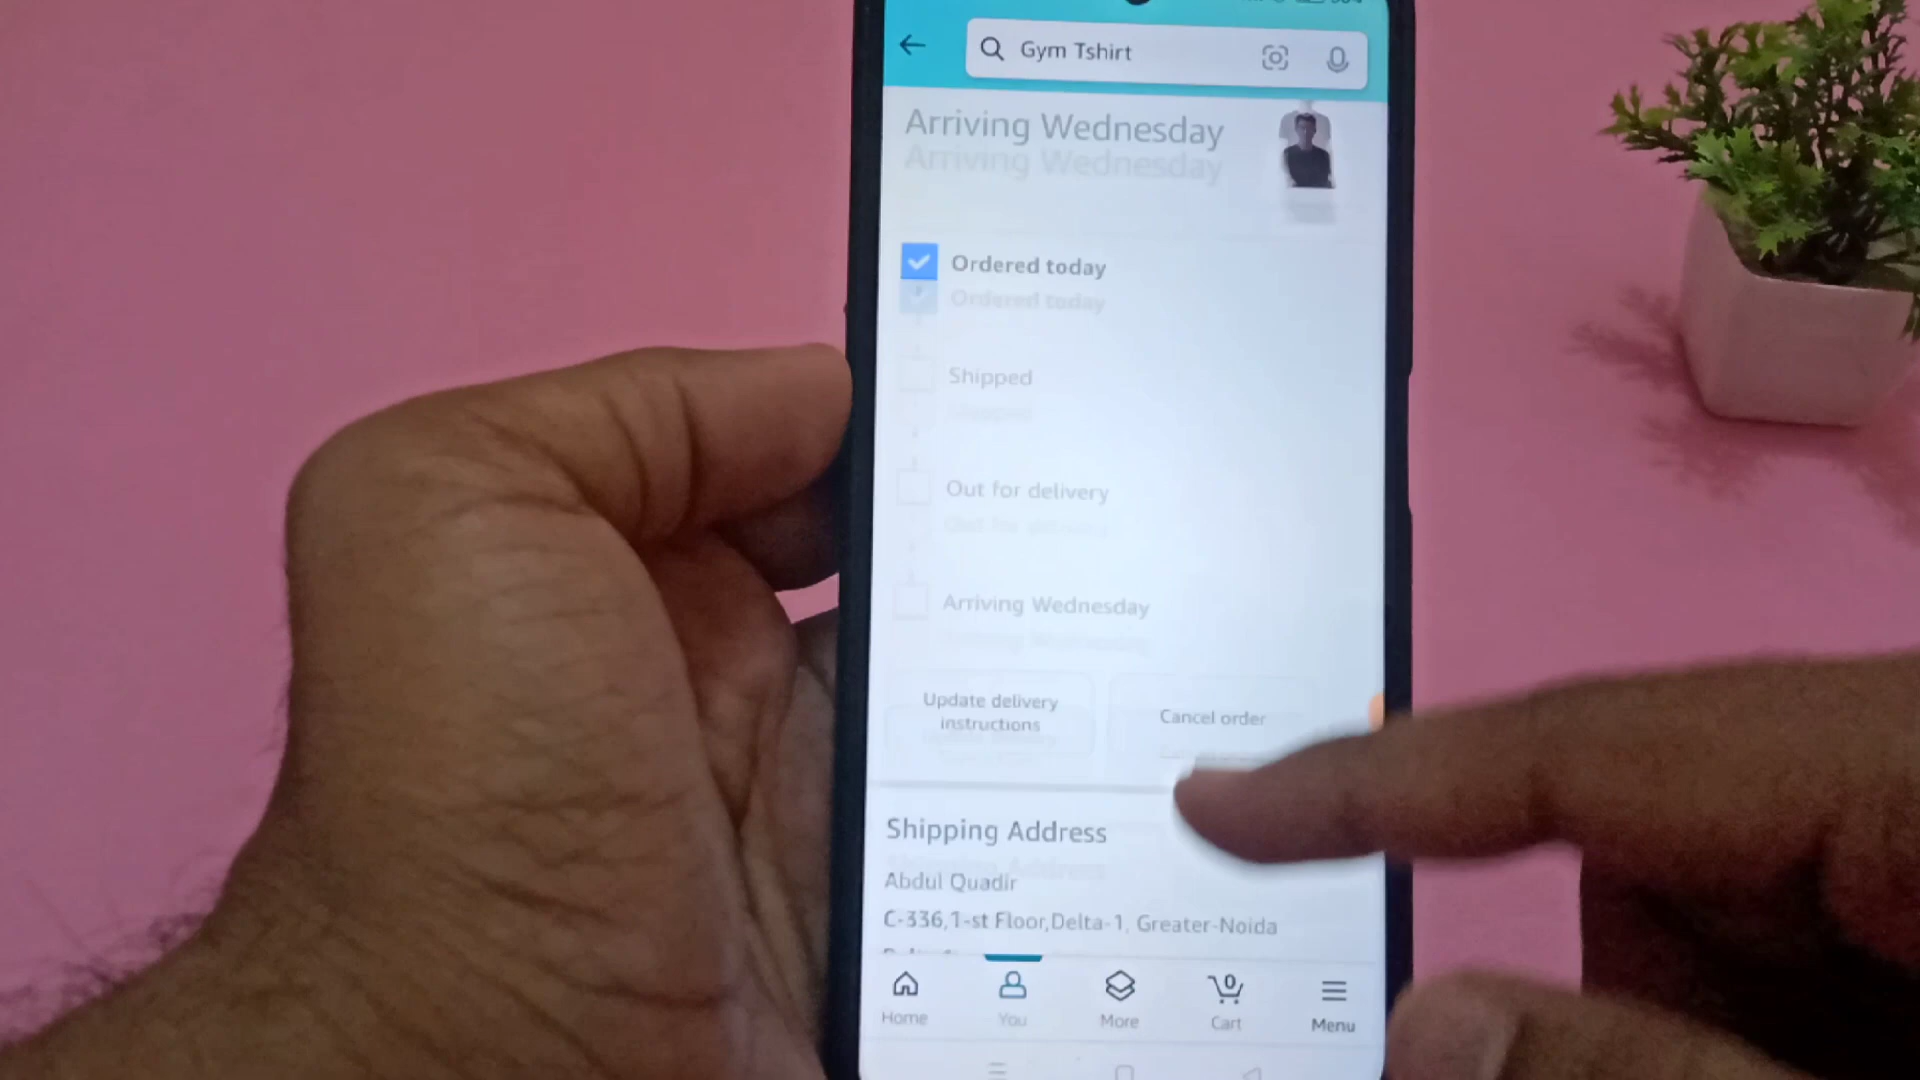 Gym Tshirt
Arriving Wednesday
Ordered today
Shipped
Out for delivery
Arriving Wednesday
Update delivery
instructions
Cancel order
Shipping Address
Abdul Quadir
C-336,1-st Floor,Delta-1, Greater-Noida
Home
You
More
0
Cart
Menu